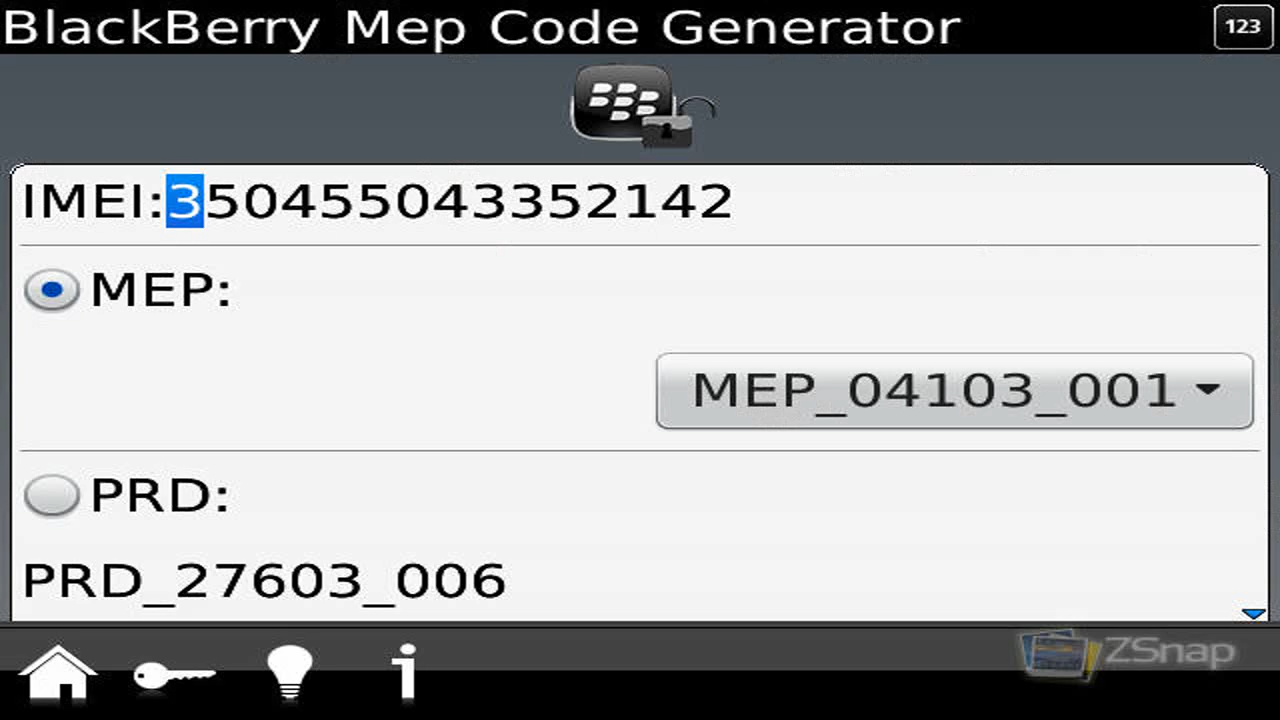 BlackBerry Mep Code Generator
123
IMEI:350455043352142
MEP:
MEP_04103_001
PRD:
PRD_27603_006
ZSnap